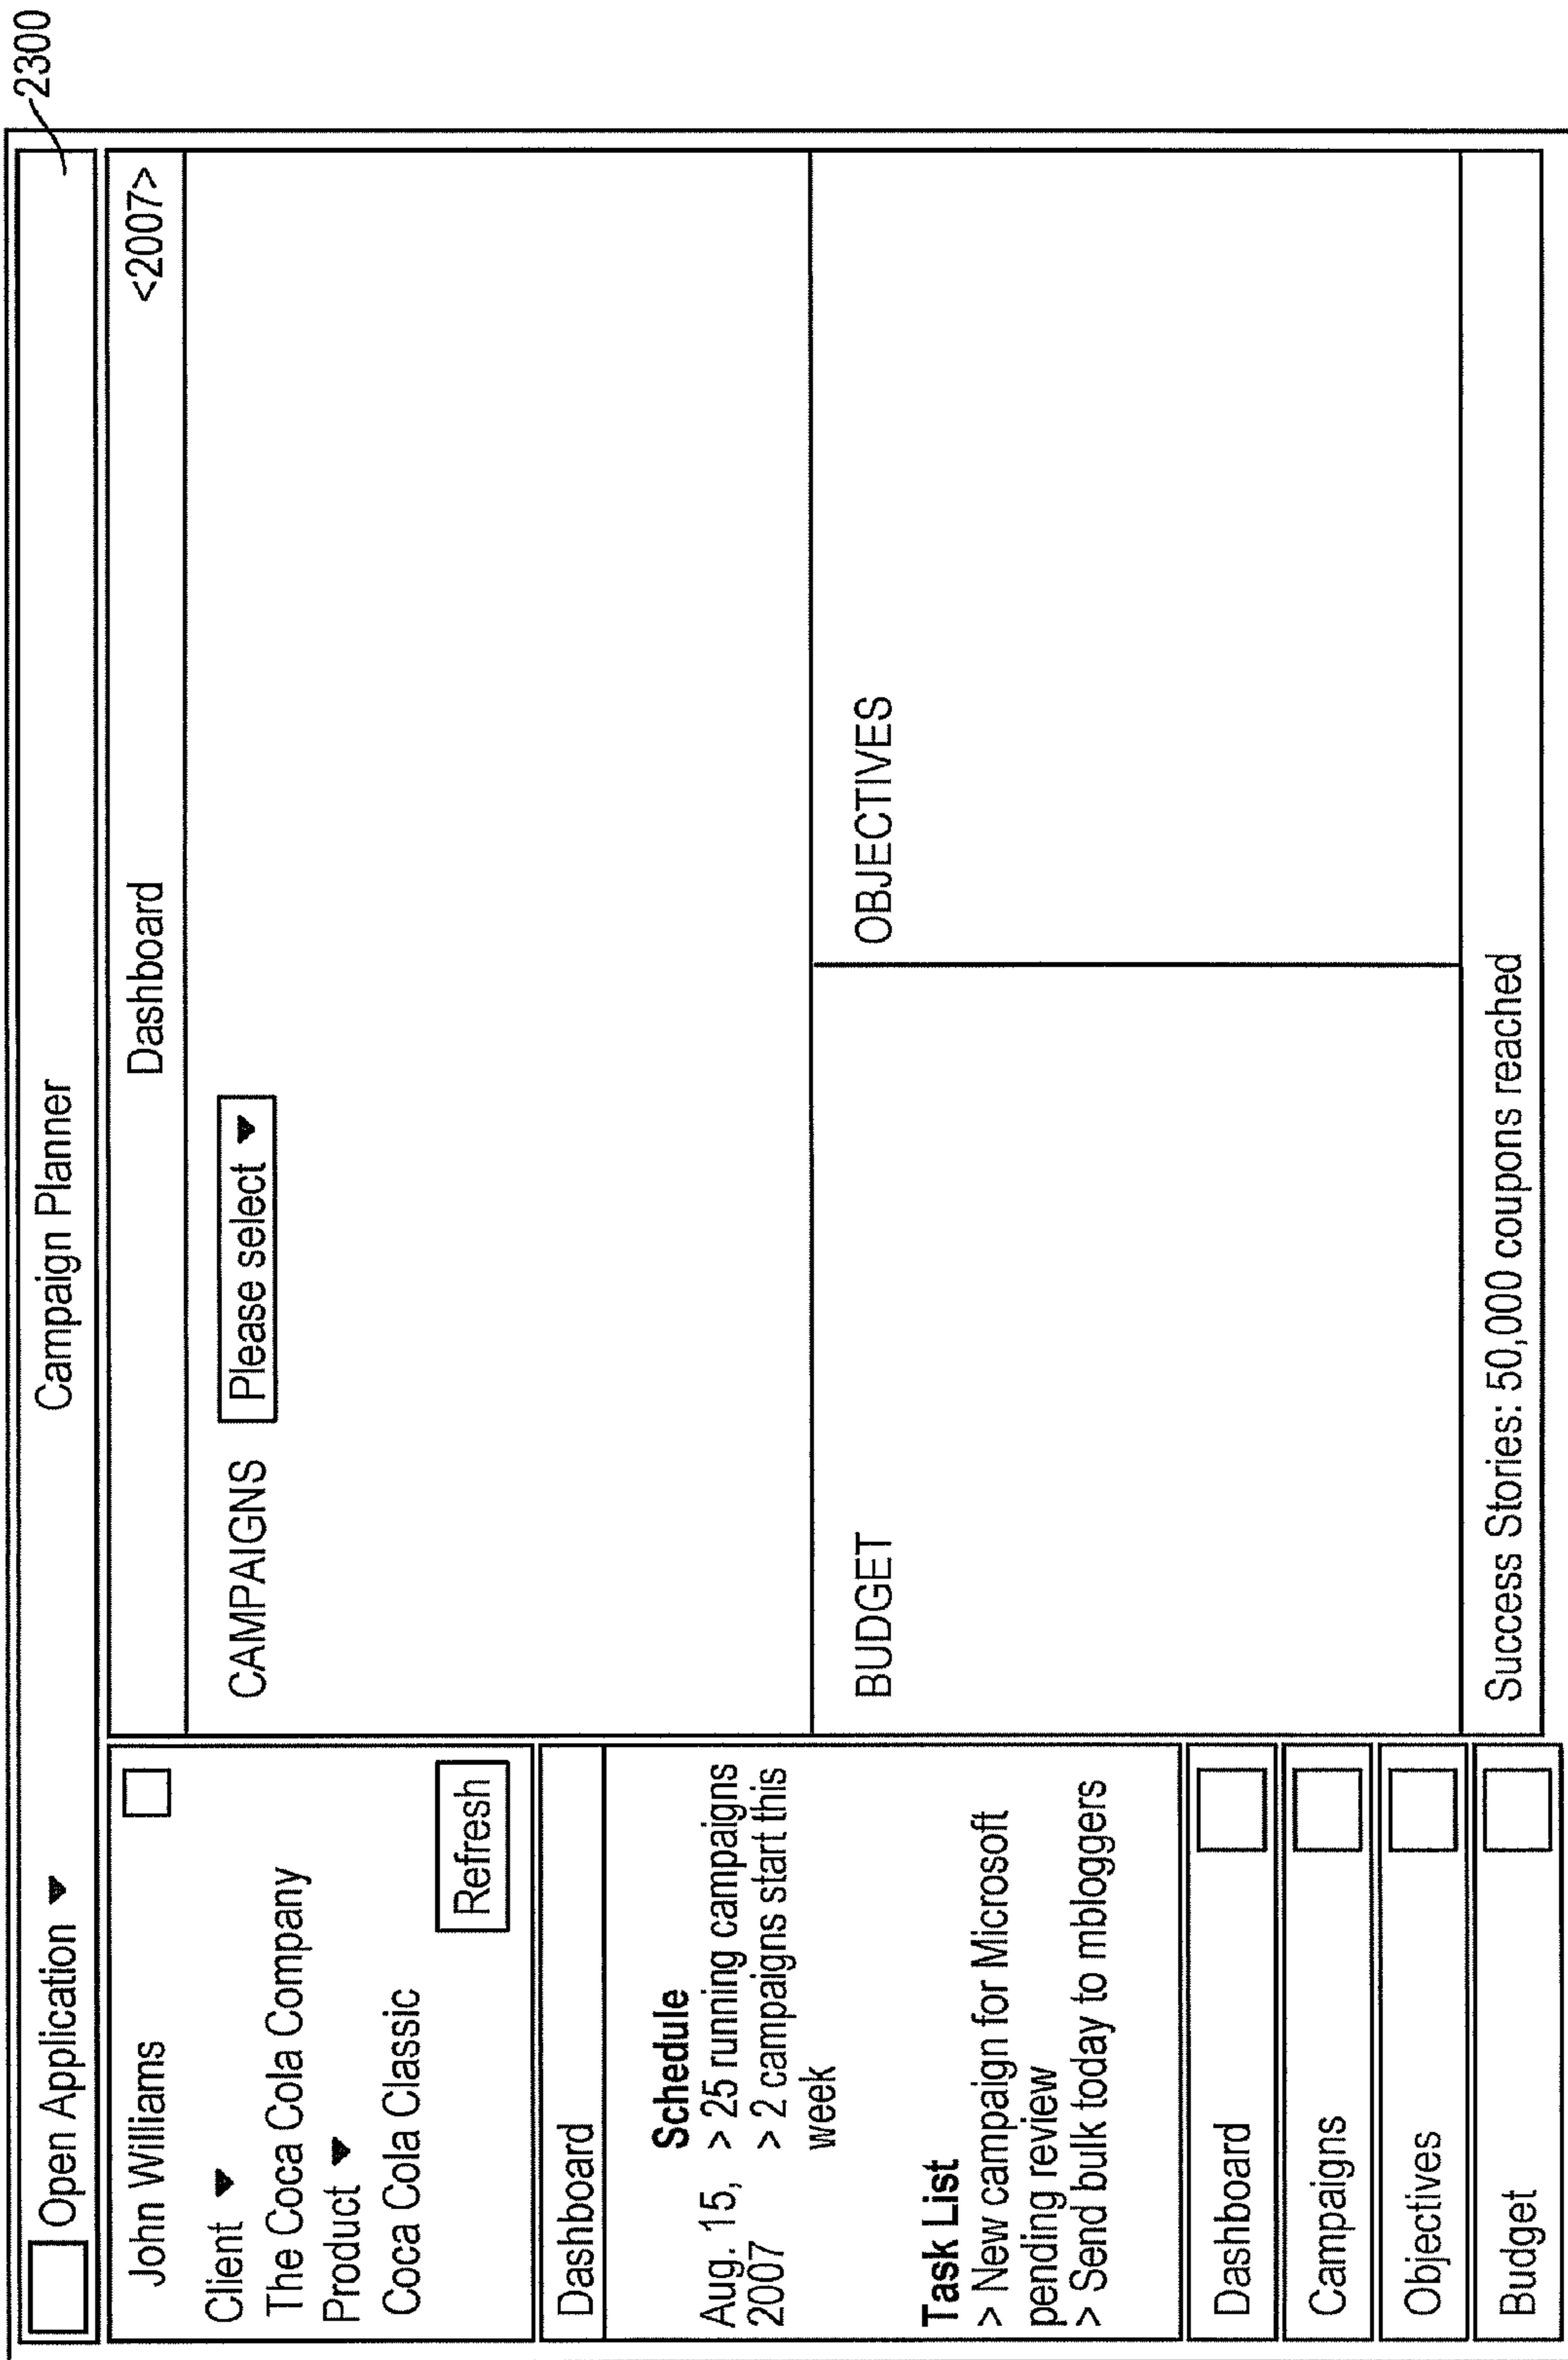 2300
Open Application
Campaign Planner
John Williams
Client
The Coca Cola Company
Product
Coca Cola Classic
Refresh
Dashboard
Schedule
Aug. 15, > 25 running campaigns
2007 > 2 campaigns start this
week
Task List
> New campaign for Microsoft
pending review
> Send bulk today to mbloggers
Dashboard
Campaigns
Objectives
Budget
Dashboard
<2007>
CAMPAIGNS Please select
BUDGET
OBJECTIVES
Success Stories: 50,000 coupons reached